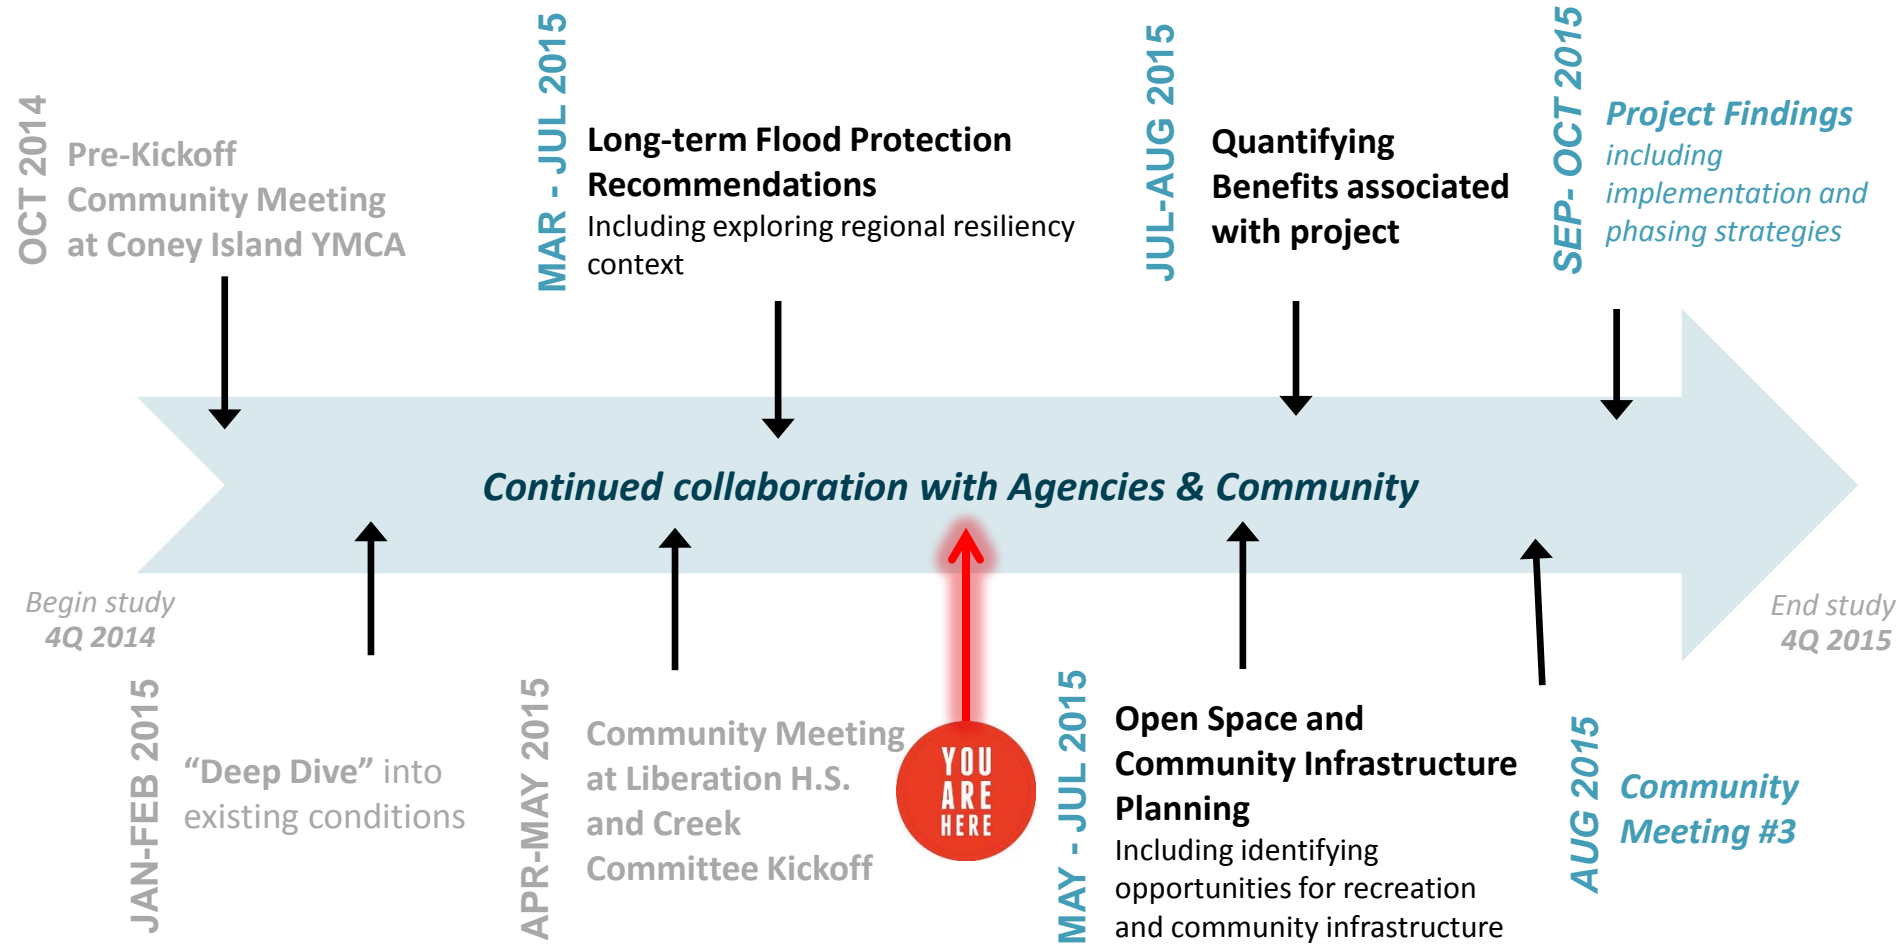 OCT 2014
Pre-Kickoff
Community Meeting
at Coney Island YMCA
MAR - JUL 2015
Long-term Flood Protection
Recommendations
Including exploring regional resiliency
context
JUL-AUG 2015
Quantifying
Benefits associated
with project
SEP- OCT 2015
Project Findings
including
implementation and
phasing strategies
Continued collaboration with Agencies & Community
Begin study
4Q 2014
End study
4Q 2015
JAN-FEB 2015
“Deep Dive” into
existing conditions
APR-MAY 2015
Community Meeting
at Liberation H.S.
and Creek
Committee Kickoff
YOU
ARE
HERE
MAY - JUL 2015
Open Space and
Community Infrastructure
Planning
Including identifying
opportunities for recreation
and community infrastructure
AUG 2015
Community
Meeting #3